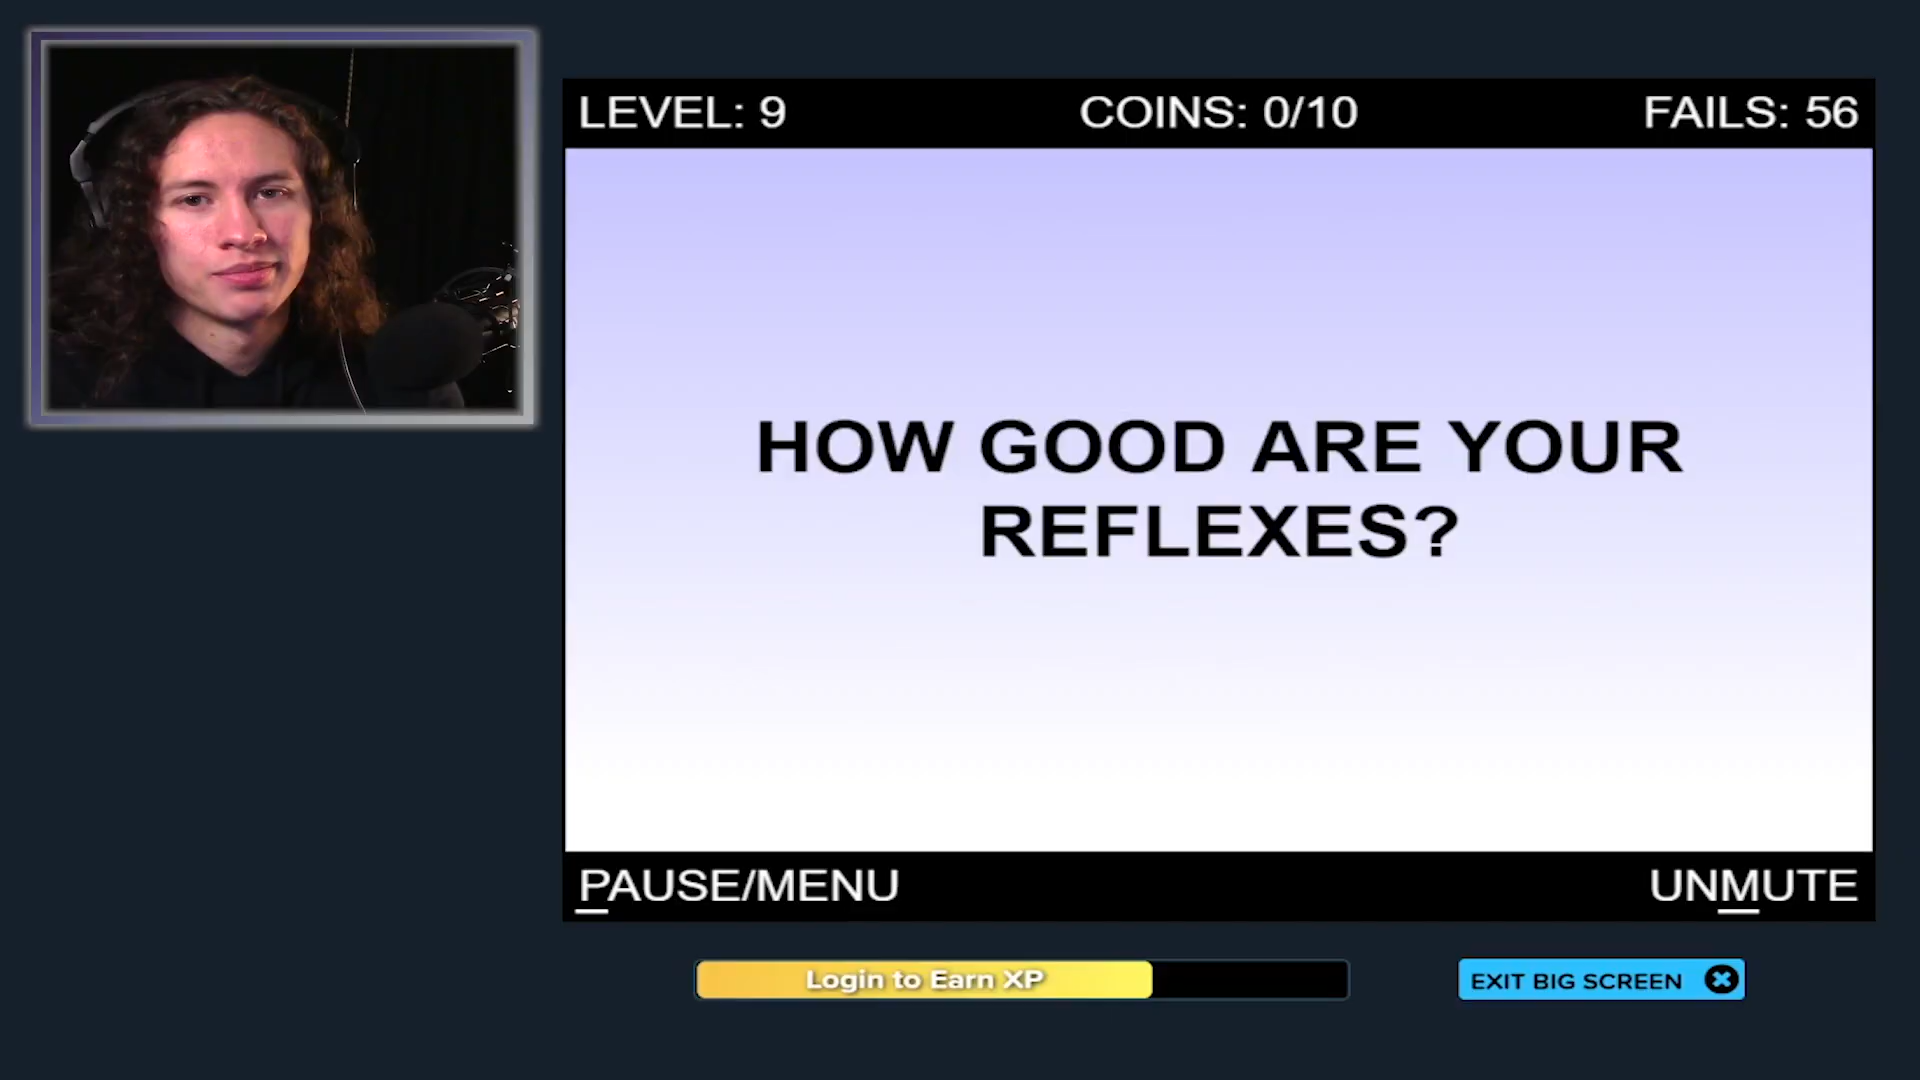 LEVEL: 9
COINS: 0/10
FAILS: 56
HOW GOOD ARE YOUR
REFLEXES?
PAUSE/MENU
UNMUTE
Login to Earn XP
EXIT BIG SCREEN